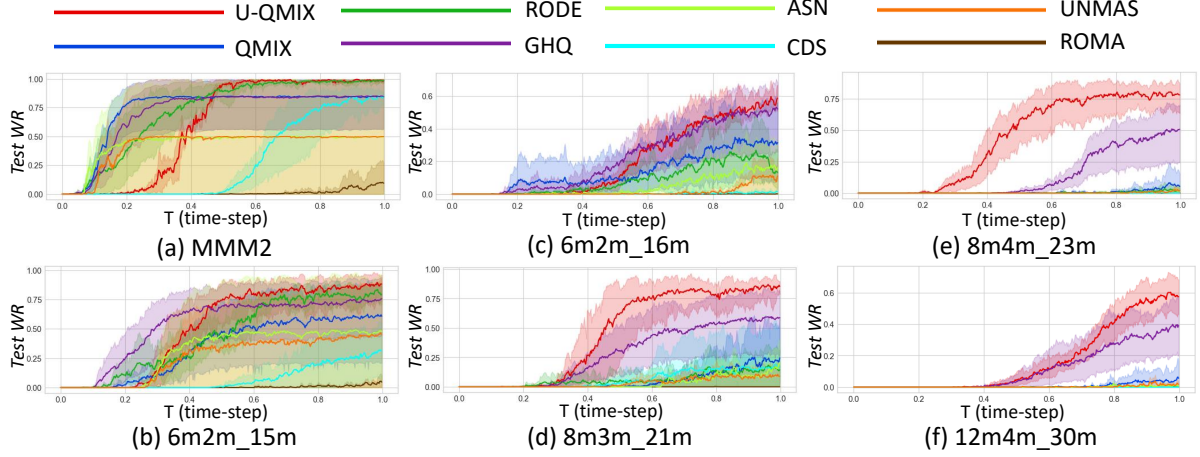 U-QMIX RODE ASN UNMAS
QMIX GHQ CDS ROMA
Test WR
1.00
0.75
0.50
0.25
0.00
0.0 0.2 0.4 0.6 0.8 1.0
T (time-step)
(a) MMM2
Test WR
0.6
0.4
0.2
0.0
0.0 0.2 0.4 0.6 0.8 1.0
T (time-step)
(c) 6m2m_16m
Test WR
0.75
0.50
0.25
0.00
0.0 0.2 0.4 0.6 0.8 1.0
T (time-step)
(e) 8m4m_23m
Test WR
1.00
0.75
0.50
0.25
0.00
0.0 0.2 0.4 0.6 0.8 1.0
T (time-step)
(b) 6m2m_15m
Test WR
1.00
0.75
0.50
0.25
0.00
0.0 0.2 0.4 0.6 0.8 1.0
T (time-step)
(d) 8m3m_21m
Test WR
0.75
0.50
0.25
0.00
0.0 0.2 0.4 0.6 0.8 1.0
T (time-step)
(f) 12m4m_30m